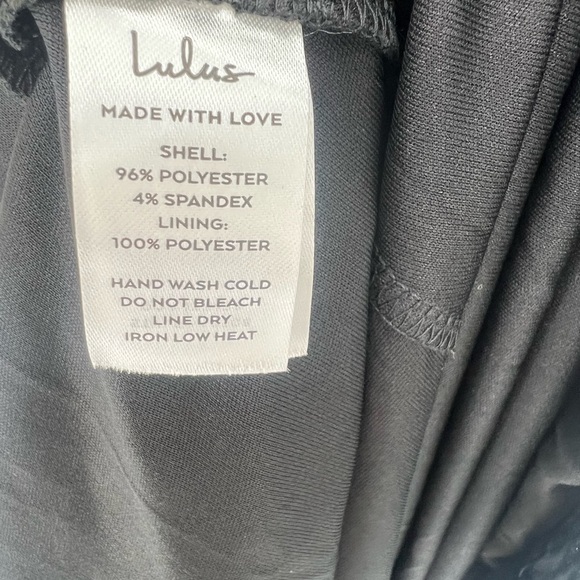 Lulus
MADE WITH LOVE
SHELL:
96% POLYESTER
4% SPANDEX
LINING:
100% POLYESTER
HAND WASH COLD
DO NOT BLEACH
LINE DRY
IRON LOW HEAT